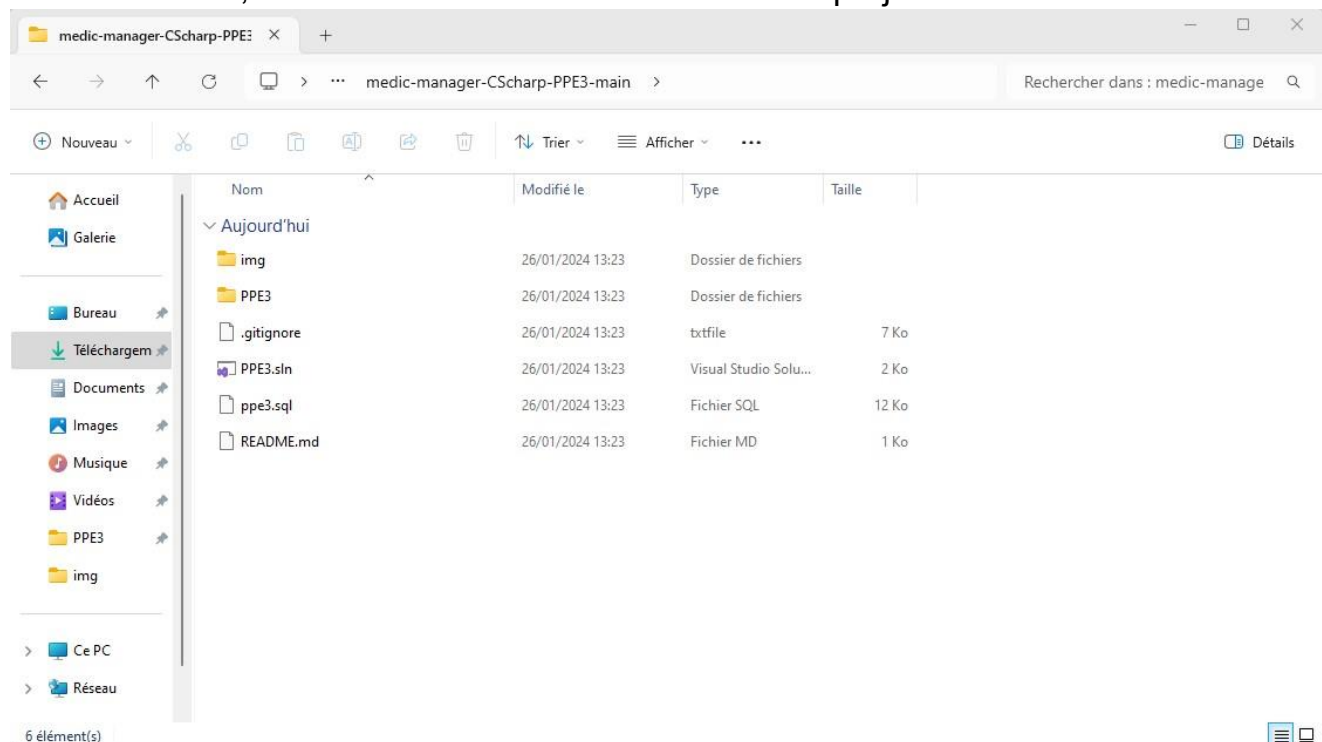 medic-manager-CScharp-PPE3
medic-manager-CScharp-PPE3-main
Rechercher dans : medic-manage
Nouveau
Trier
Afficher
Détails
Nom Modifié le Type Taille
Accueil
Galerie
Bureau
Téléchargem
Documents
Images
Musique
Vidéos
PPE3
img
Ce PC
Réseau
Aujourd'hui
img 26/01/2024 13:23 Dossier de fichiers
PPE3 26/01/2024 13:23 Dossier de fichiers
.gitignore 26/01/2024 13:23 txtfile 7 Ko
PPE3.sln 26/01/2024 13:23 Visual Studio Solu... 2 Ko
ppe3.sql 26/01/2024 13:23 Fichier SQL 12 Ko
README.md 26/01/2024 13:23 Fichier MD 1 Ko
6 élément(s)